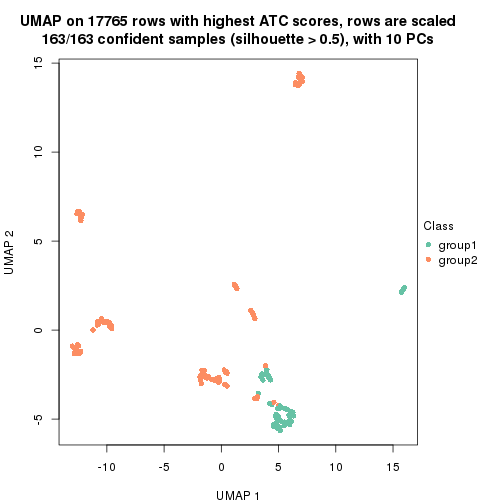 UMAP on 17765 rows with highest ATC scores, rows are scaled
163/163 confident samples (silhouette > 0.5), with 10 PCs
15
10
5
0
-5
UMAP 2
-10
-5
0
5
10
15
UMAP 1
Class
group1
group2